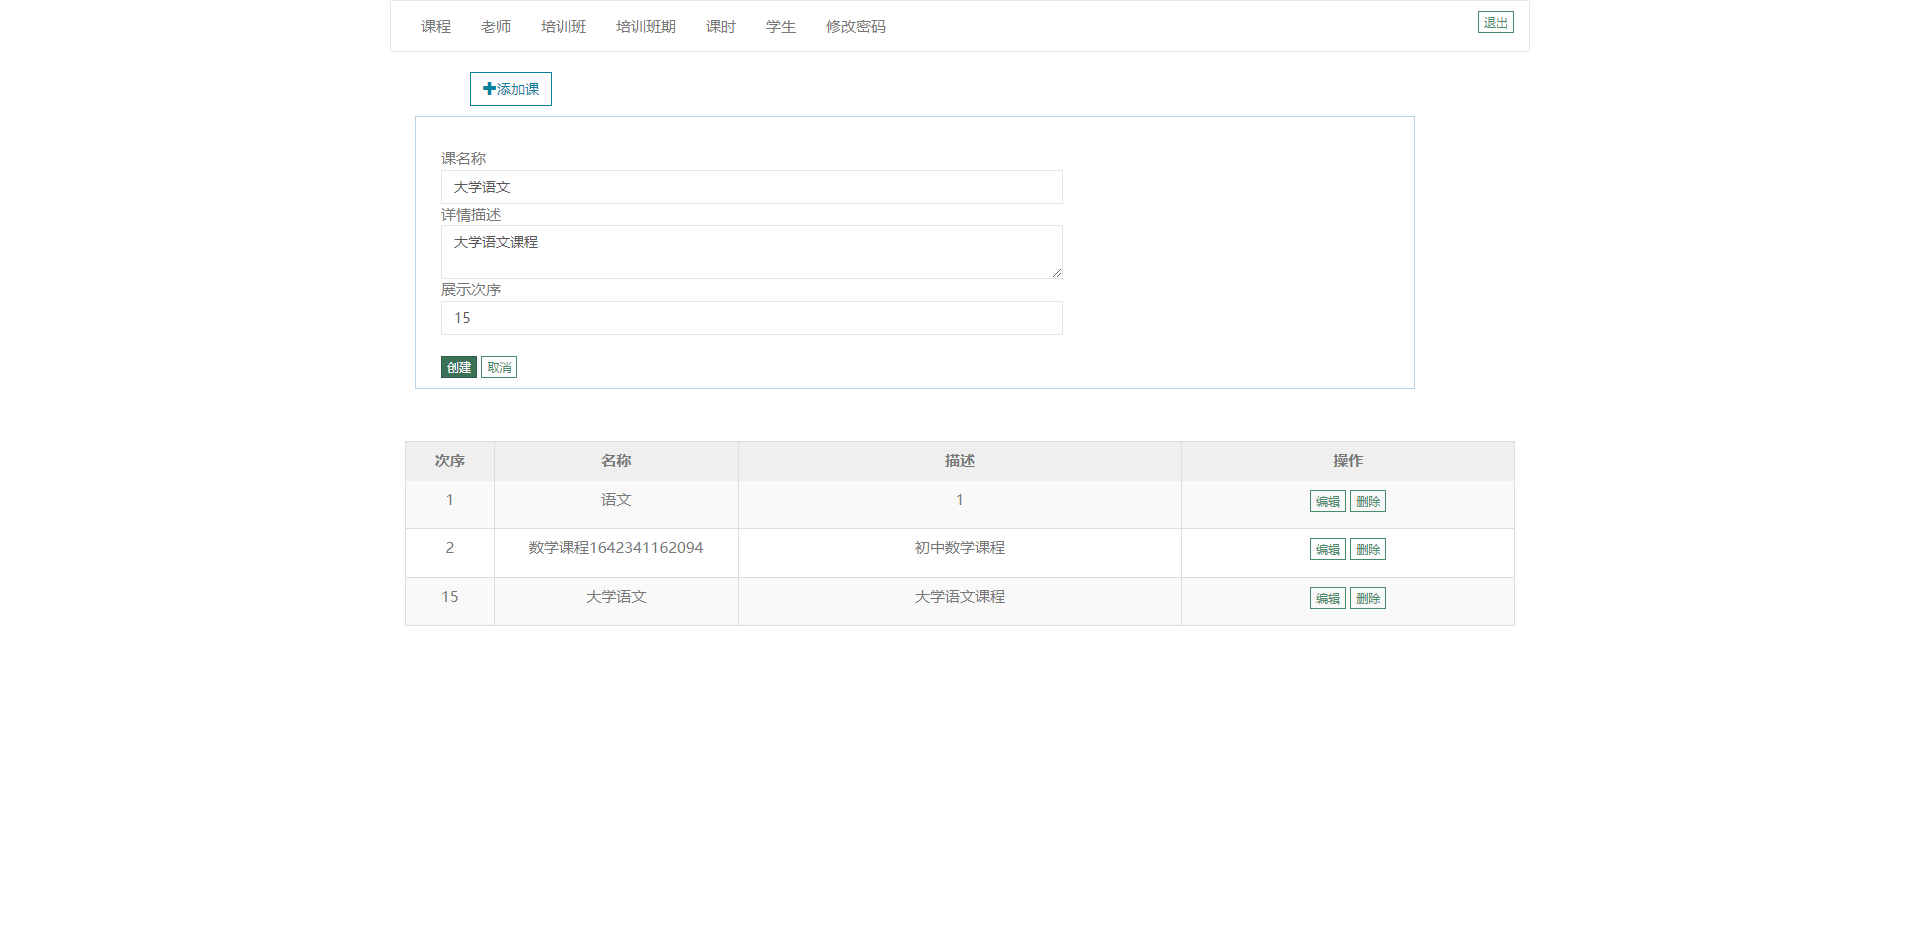 课程 老师 培训班 培训班期 课时 学生 修改密码 退出
添加课
课名称
大学语文
详情描述
大学语文课程
展示次序
15
创建 取消
次序 名称 描述 操作
1 语文 1 编辑 删除
2 数学课程1642341162094 初中数学课程 编辑 删除
15 大学语文 大学语文课程 编辑 删除